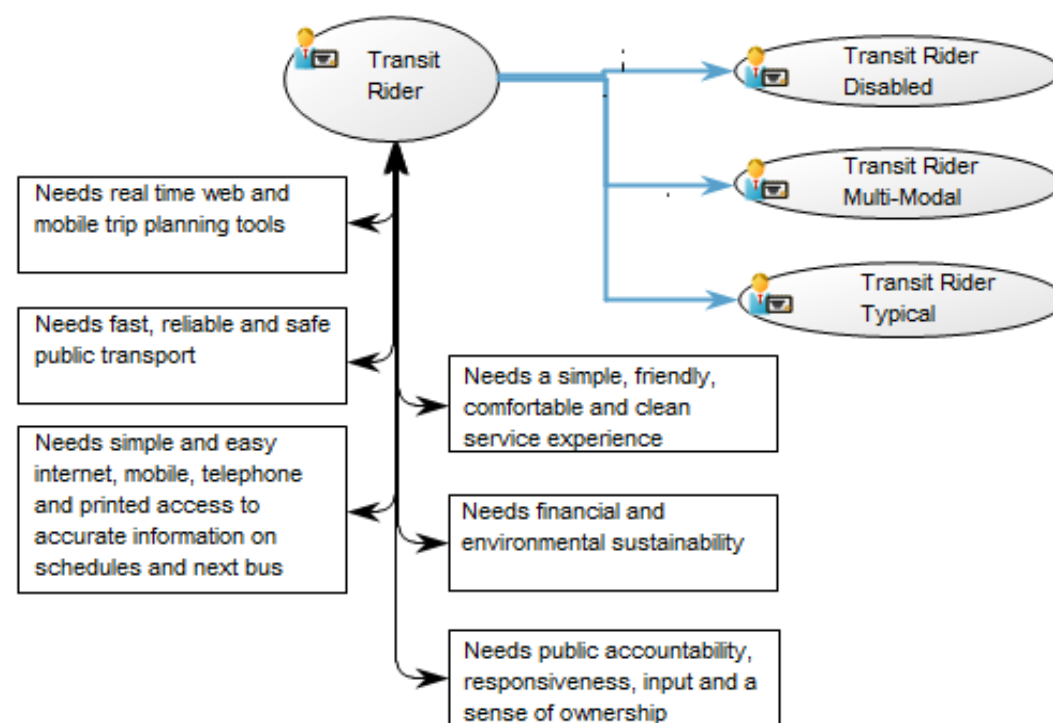 Transit
Rider
Transit Rider
Disabled
Transit Rider
Multi-Modal
Transit Rider
Typical
Needs real time web and
mobile trip planning tools
Needs fast, reliable and safe
public transport
Needs simple and easy
internet, mobile, telephone
and printed access to
accurate information on
schedules and next bus
Needs a simple, friendly,
comfortable and clean
service experience
Needs financial and
environmental sustainability
Needs public accountability,
responsiveness, input and a
sense of ownership